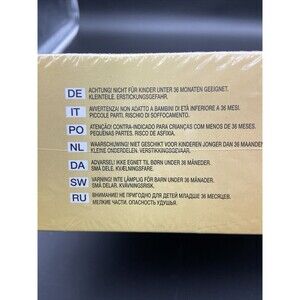 DE ACHTUNG! NICHT FÜR KINDER UNTER 36 MONATEN GEEIGNET.
KLEINTEILE. ERSTICKUNGSGEFAHR.
IT AVVERTENZA! NON ADATTO A BAMBINI DI ETÀ INFERIORE A 36 MESI.
PICCOLE PARTI. RISCHIO DI SOFFOCAMENTO.
PO ATENÇÃO! CONTRA-INDICADO PARA CRIANÇAS COM MENOS DE 36 MESES.
PEQUENAS PARTES. RISCO DE ASFIXIA.
NL WAARSCHUWING! NIET GESCHIKT VOOR KINDEREN JONGER DAN 36 MAANDEN
KLEINE ONDERDELEN. VERSTIKKINGSGEVAAR.
DA ADVARSEL! IKKE EGNET TIL BØRN UNDER 36 MÅNEDER.
SMÅ DELE. KVÆLNINGSFARE.
SW VARNING! INTE LÄMPLIG FÖR BARN UNDER 36 MÅNADER.
SMÅ DELAR. KVÄVNINGSRISK.
RU ВНИМАНИЕ! НЕ ПРИГОДНО ДЛЯ ДЕТЕЙ МЛАДШЕ 36 МЕСЯЦЕВ.
МЕЛКИЕ ЧАСТИ. ОПАСНОСТЬ УДУШЬЯ.